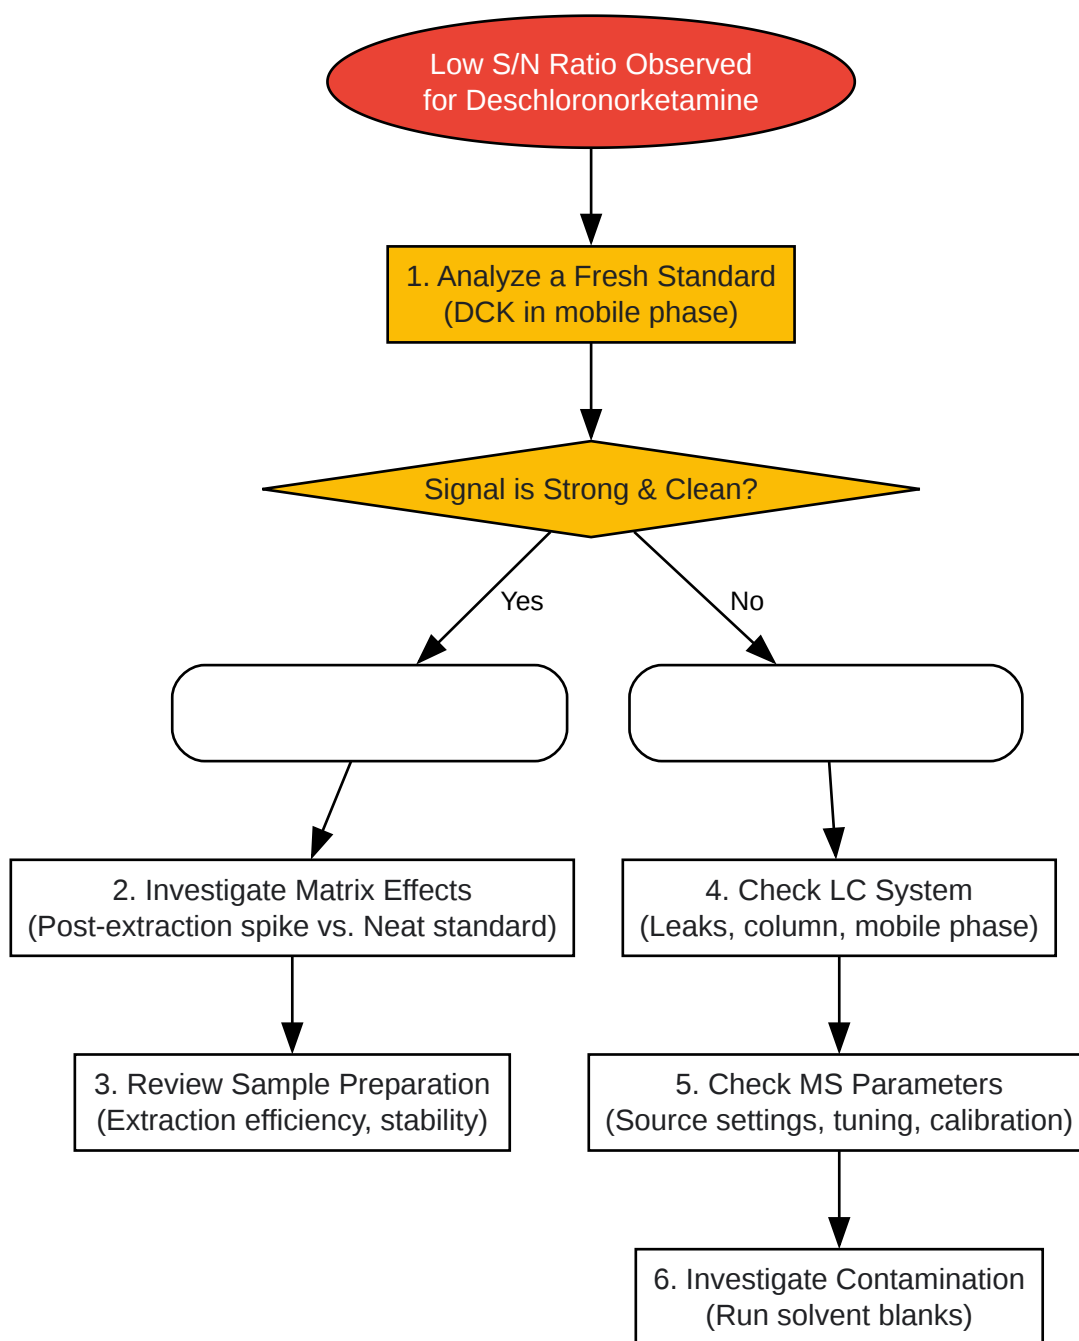 Low S/N Ratio Observed
for Deschloronorketamine
1. Analyze a Fresh Standard
(DCK in mobile phase)
Signal is Strong & Clean?
Yes
No
2. Investigate Matrix Effects
(Post-extraction spike vs. Neat standard)
3. Review Sample Preparation
(Extraction efficiency, stability)
4. Check LC System
(Leaks, column, mobile phase)
5. Check MS Parameters
(Source settings, tuning, calibration)
6. Investigate Contamination
(Run solvent blanks)